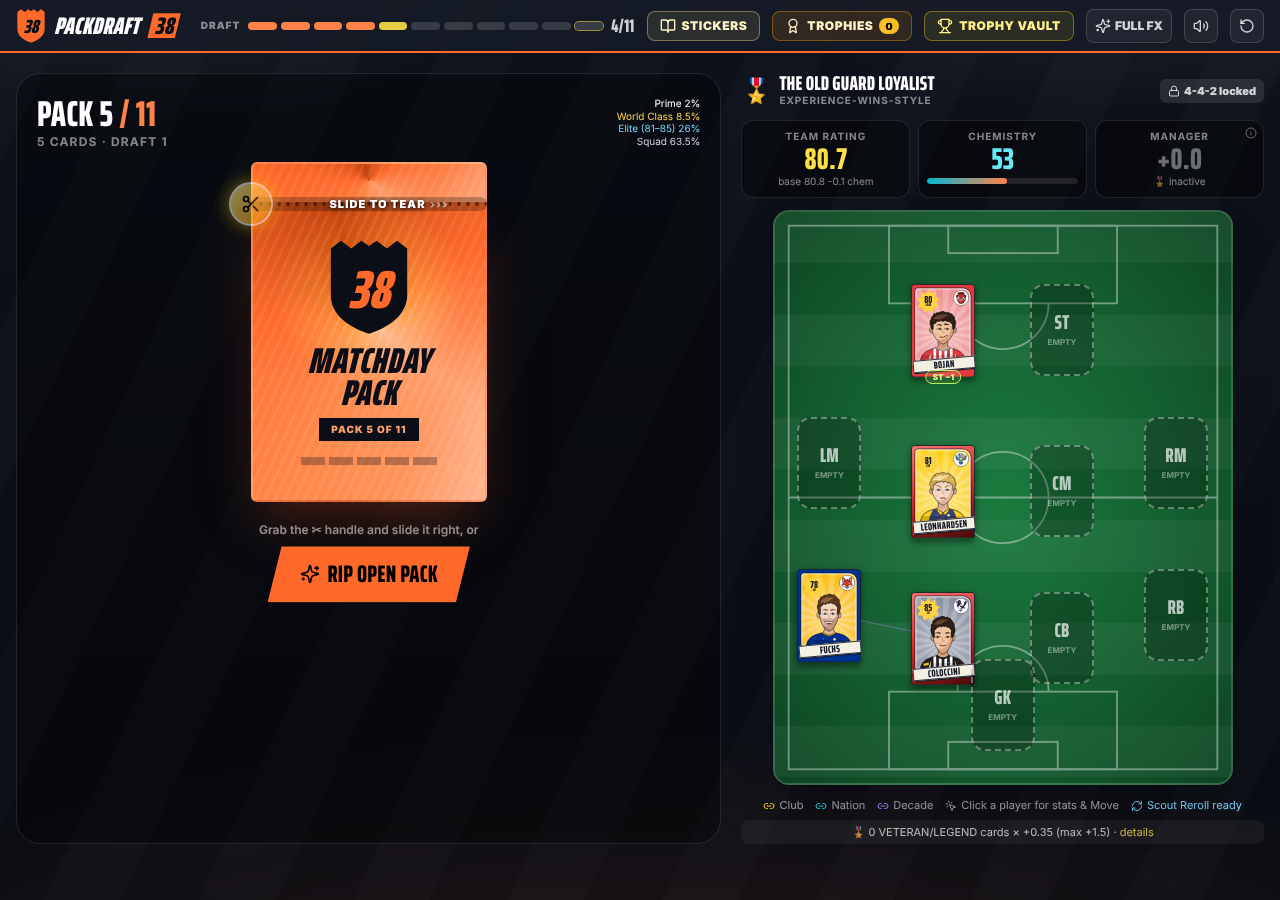 38 PACKDRAFT 38
DRAFT 4/11
STICKERS
TROPHIES 0
TROPHY VAULT
FULL FX
PACK 5 / 11
5 CARDS · DRAFT 1
Prime 2%
World Class 8.5%
Elite (81–85) 26%
Squad 63.5%
SLIDE TO TEAR ›››
38
MATCHDAY
PACK
PACK 5 OF 11
Grab the ✂ handle and slide it right, or
RIP OPEN PACK
THE OLD GUARD LOYALIST
EXPERIENCE-WINS-STYLE
4-4-2 locked
TEAM RATING
80.7
base 80.8 -0.1 chem
CHEMISTRY
53
MANAGER
+0.0
🎖️ inactive
80
BOJAN
ST −1
ST
EMPTY
LM
EMPTY
81
LEONHARDSEN
CM
EMPTY
RM
EMPTY
78
FUCHS
85
COLOCCINI
CB
EMPTY
RB
EMPTY
GK
EMPTY
Club
Nation
Decade
Click a player for stats & Move
Scout Reroll ready
🎖️ 0 VETERAN/LEGEND cards × +0.35 (max +1.5) · details